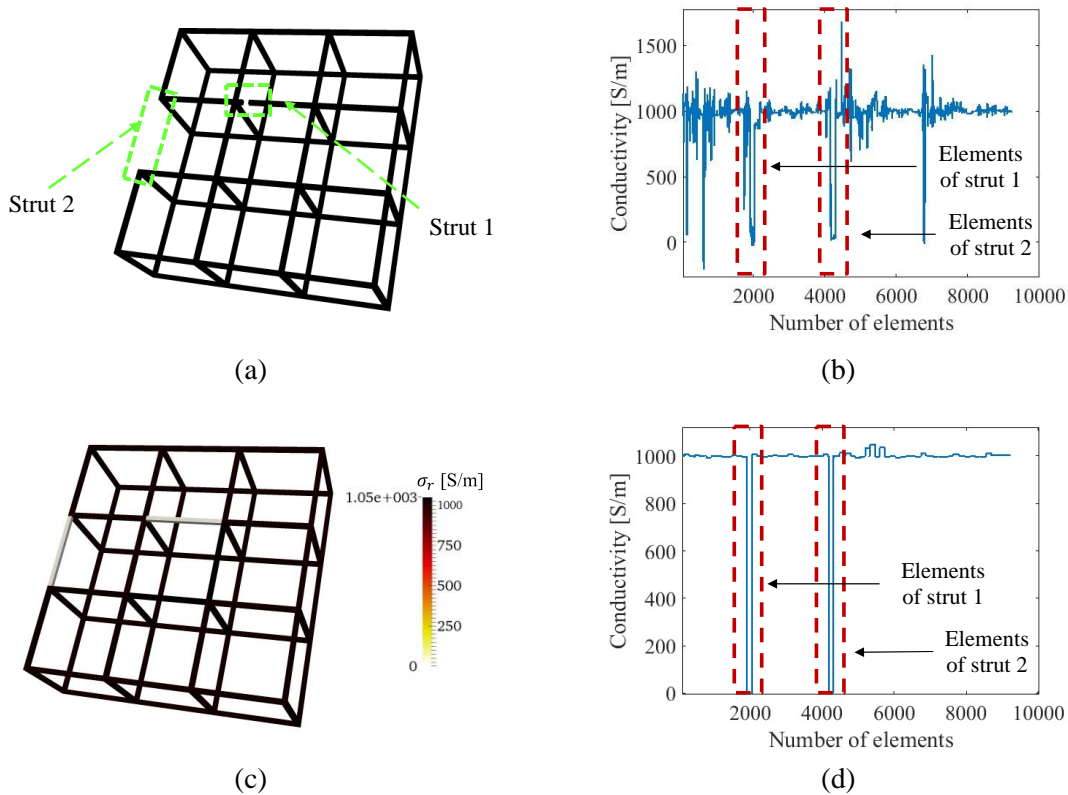 Strut 2
Strut 1
(a)
Conductivity [S/m]
1500
1000
500
0
2000 4000 6000 8000 10000
Number of elements
Elements
of strut 1
Elements
of strut 2
(b)
σr [S/m]
1.05e+003
1000
750
500
250
0
(c)
Conductivity [S/m]
1000
800
600
400
200
0
2000 4000 6000 8000 10000
Number of elements
Elements
of strut 1
Elements
of strut 2
(d)